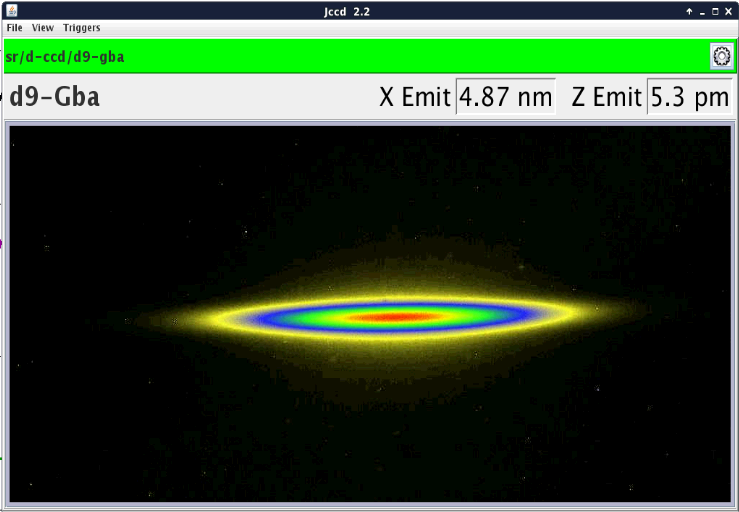 Jccd 2.2
File View Triggers
sr/d-ccd/d9-gba
d9-Gba X Emit 4.87 nm Z Emit 5.3 pm